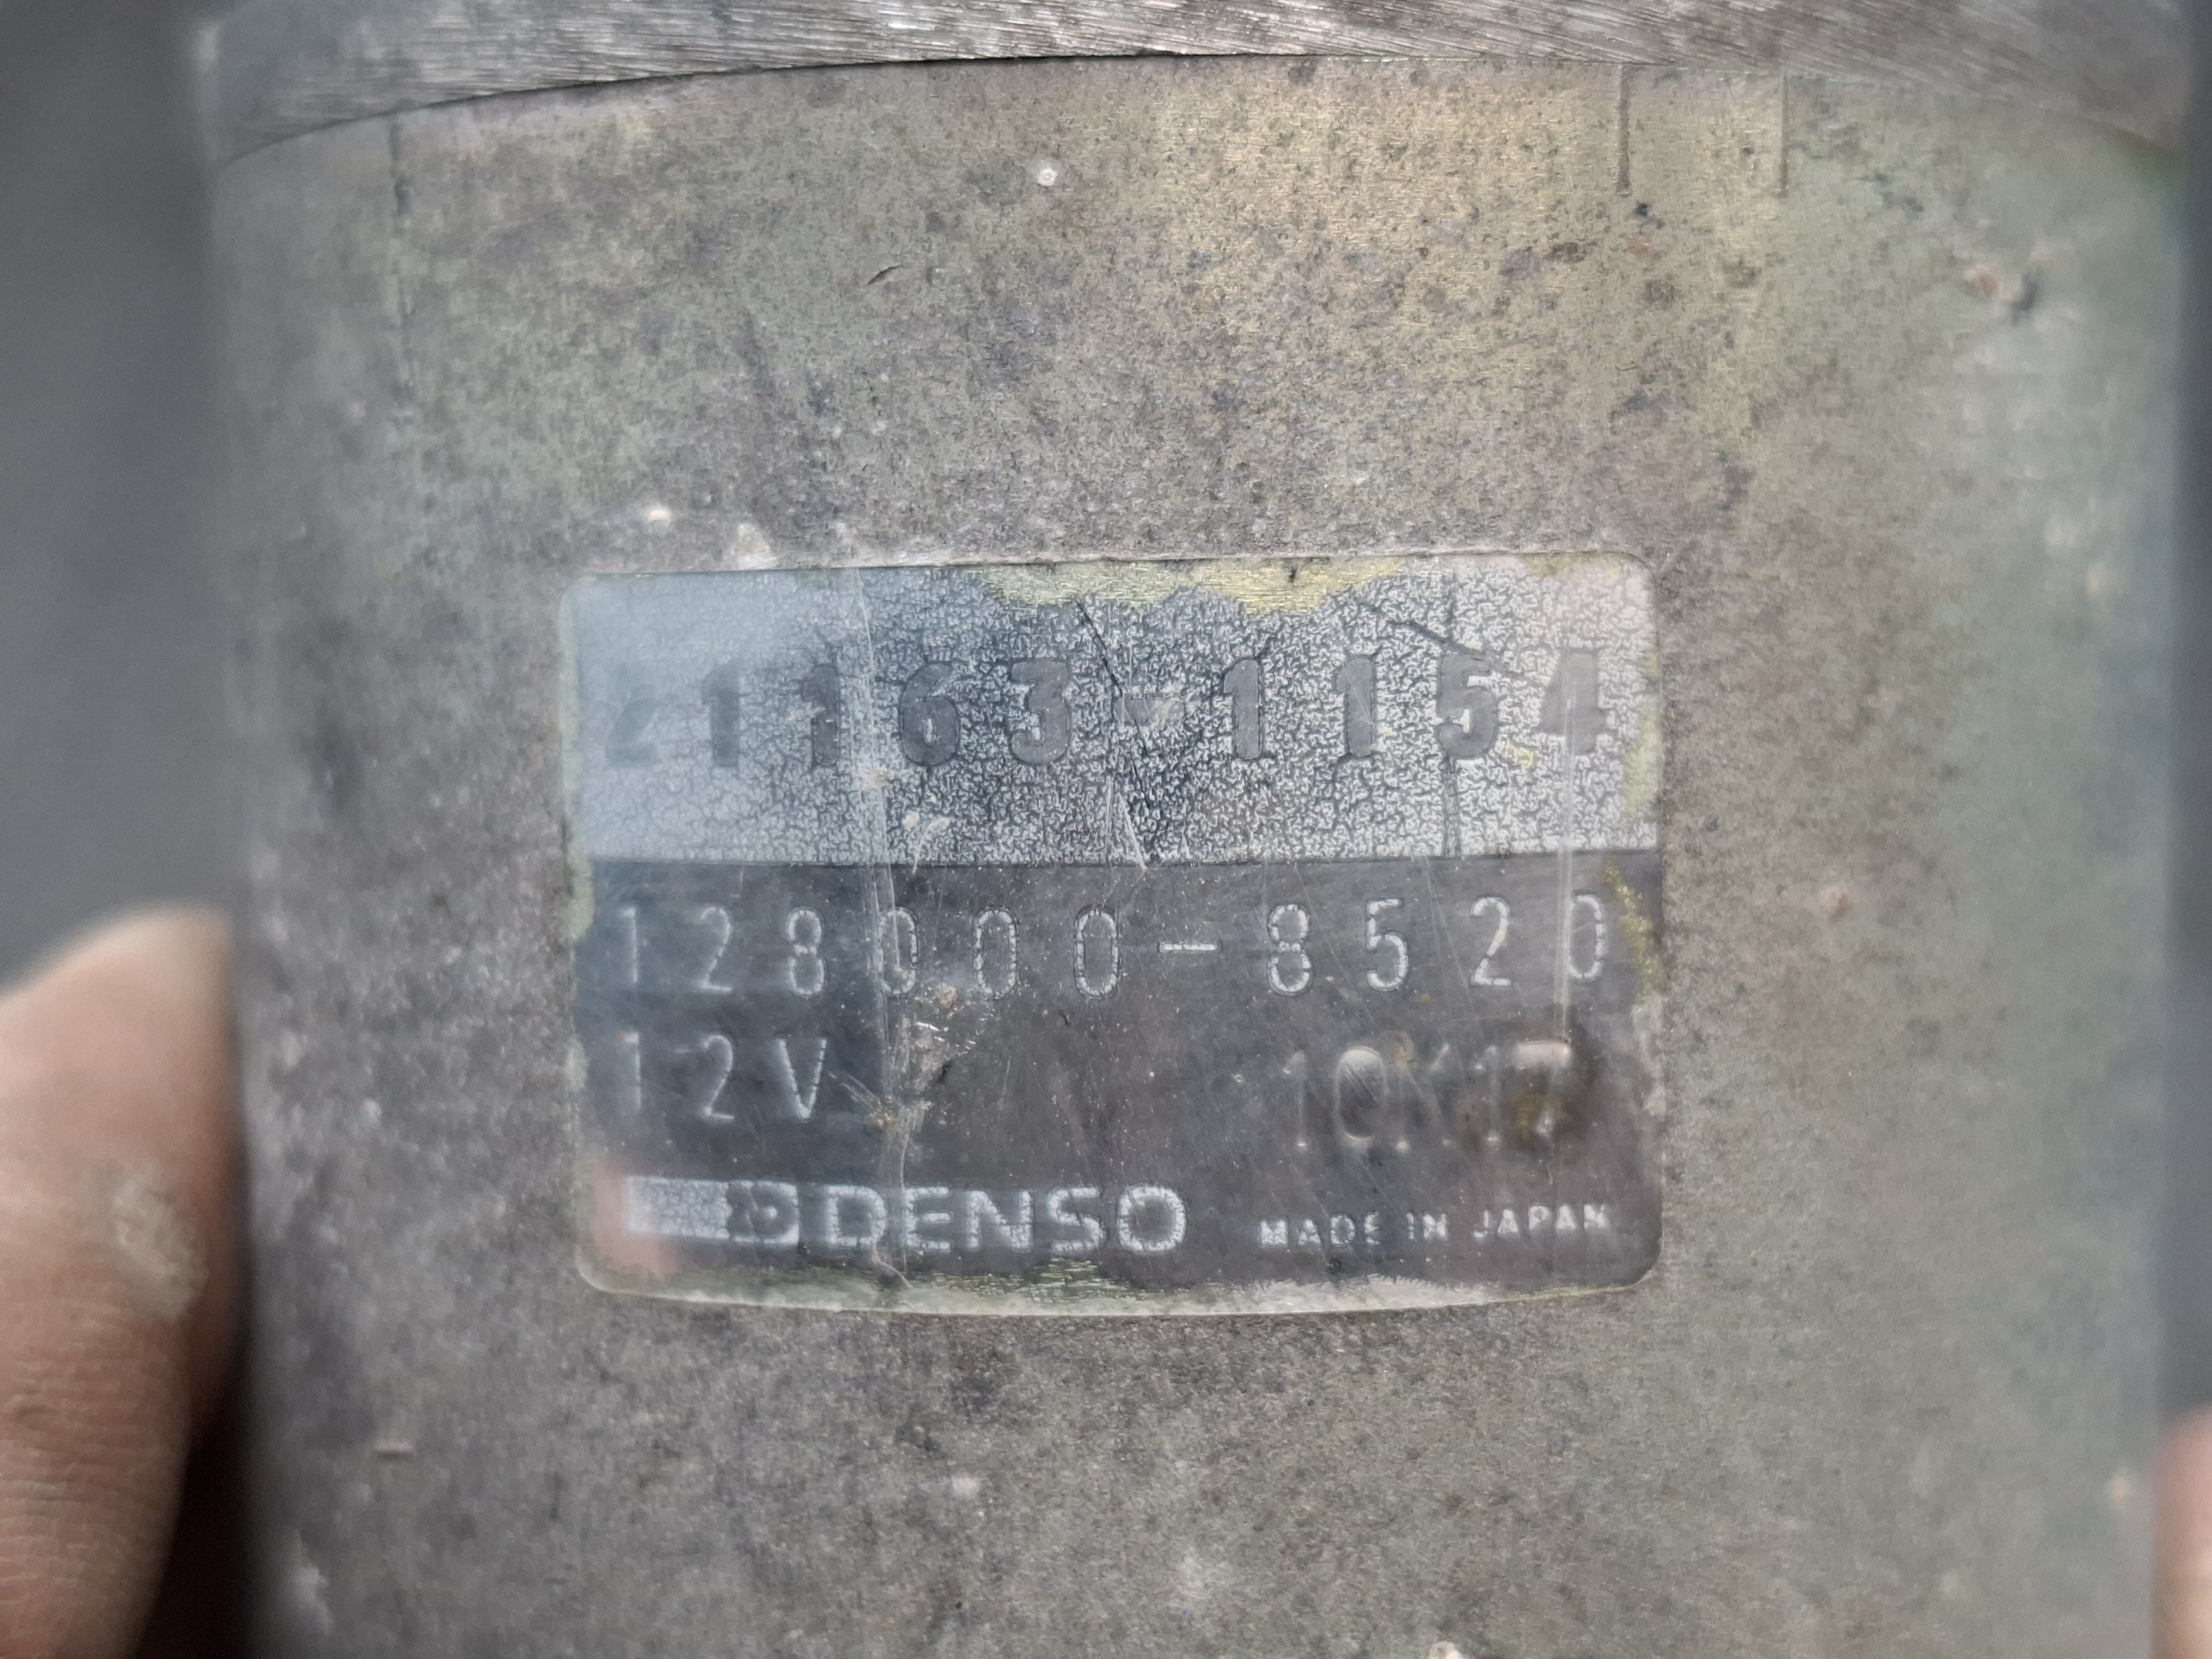 21163-1154
128000-8520
12V
DENSO MADE IN JAPAN